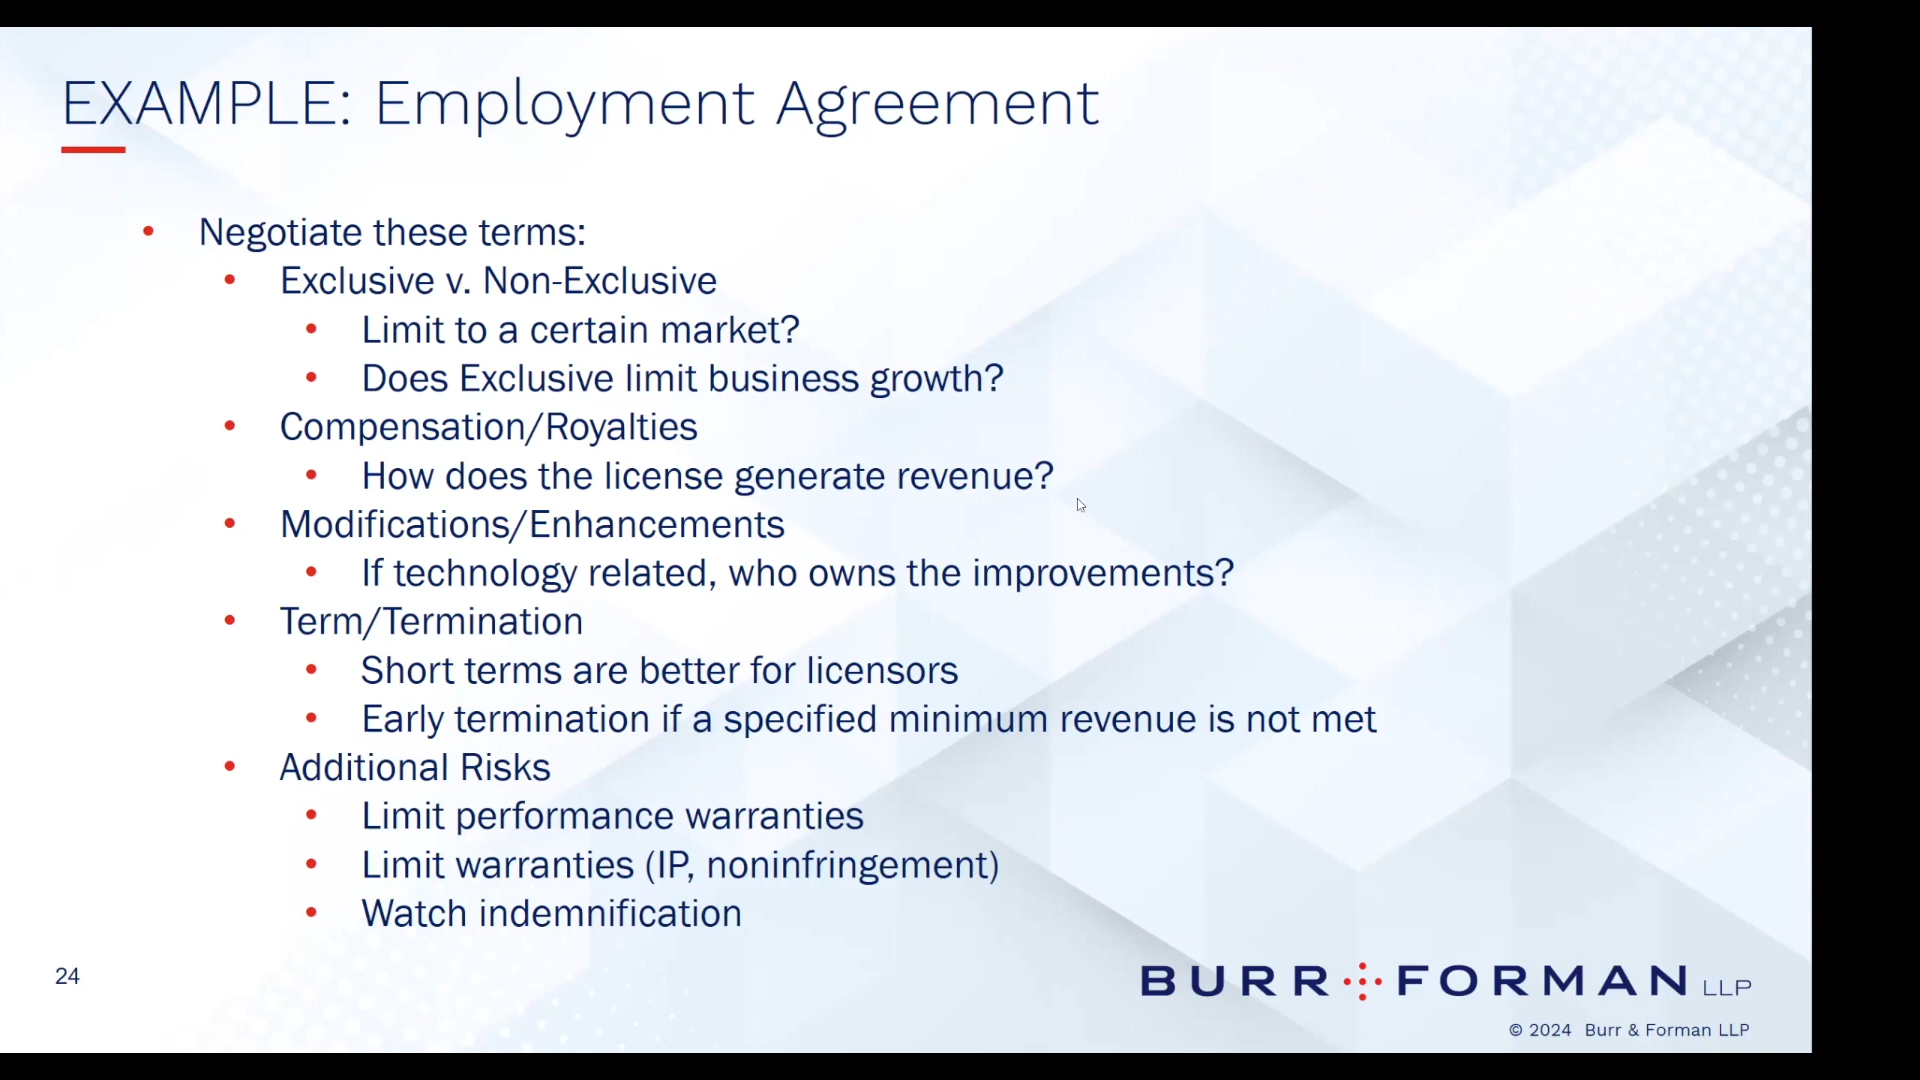 EXAMPLE: Employment Agreement
• Negotiate these terms:
• Exclusive v. Non-Exclusive
• Limit to a certain market?
• Does Exclusive limit business growth?
• Compensation/Royalties
• How does the license generate revenue?
• Modifications/Enhancements
• If technology related, who owns the improvements?
• Term/Termination
• Short terms are better for licensors
• Early termination if a specified minimum revenue is not met
• Additional Risks
• Limit performance warranties
• Limit warranties (IP, noninfringement)
• Watch indemnification
24
BURR FORMAN LLP
© 2024 Burr & Forman LLP